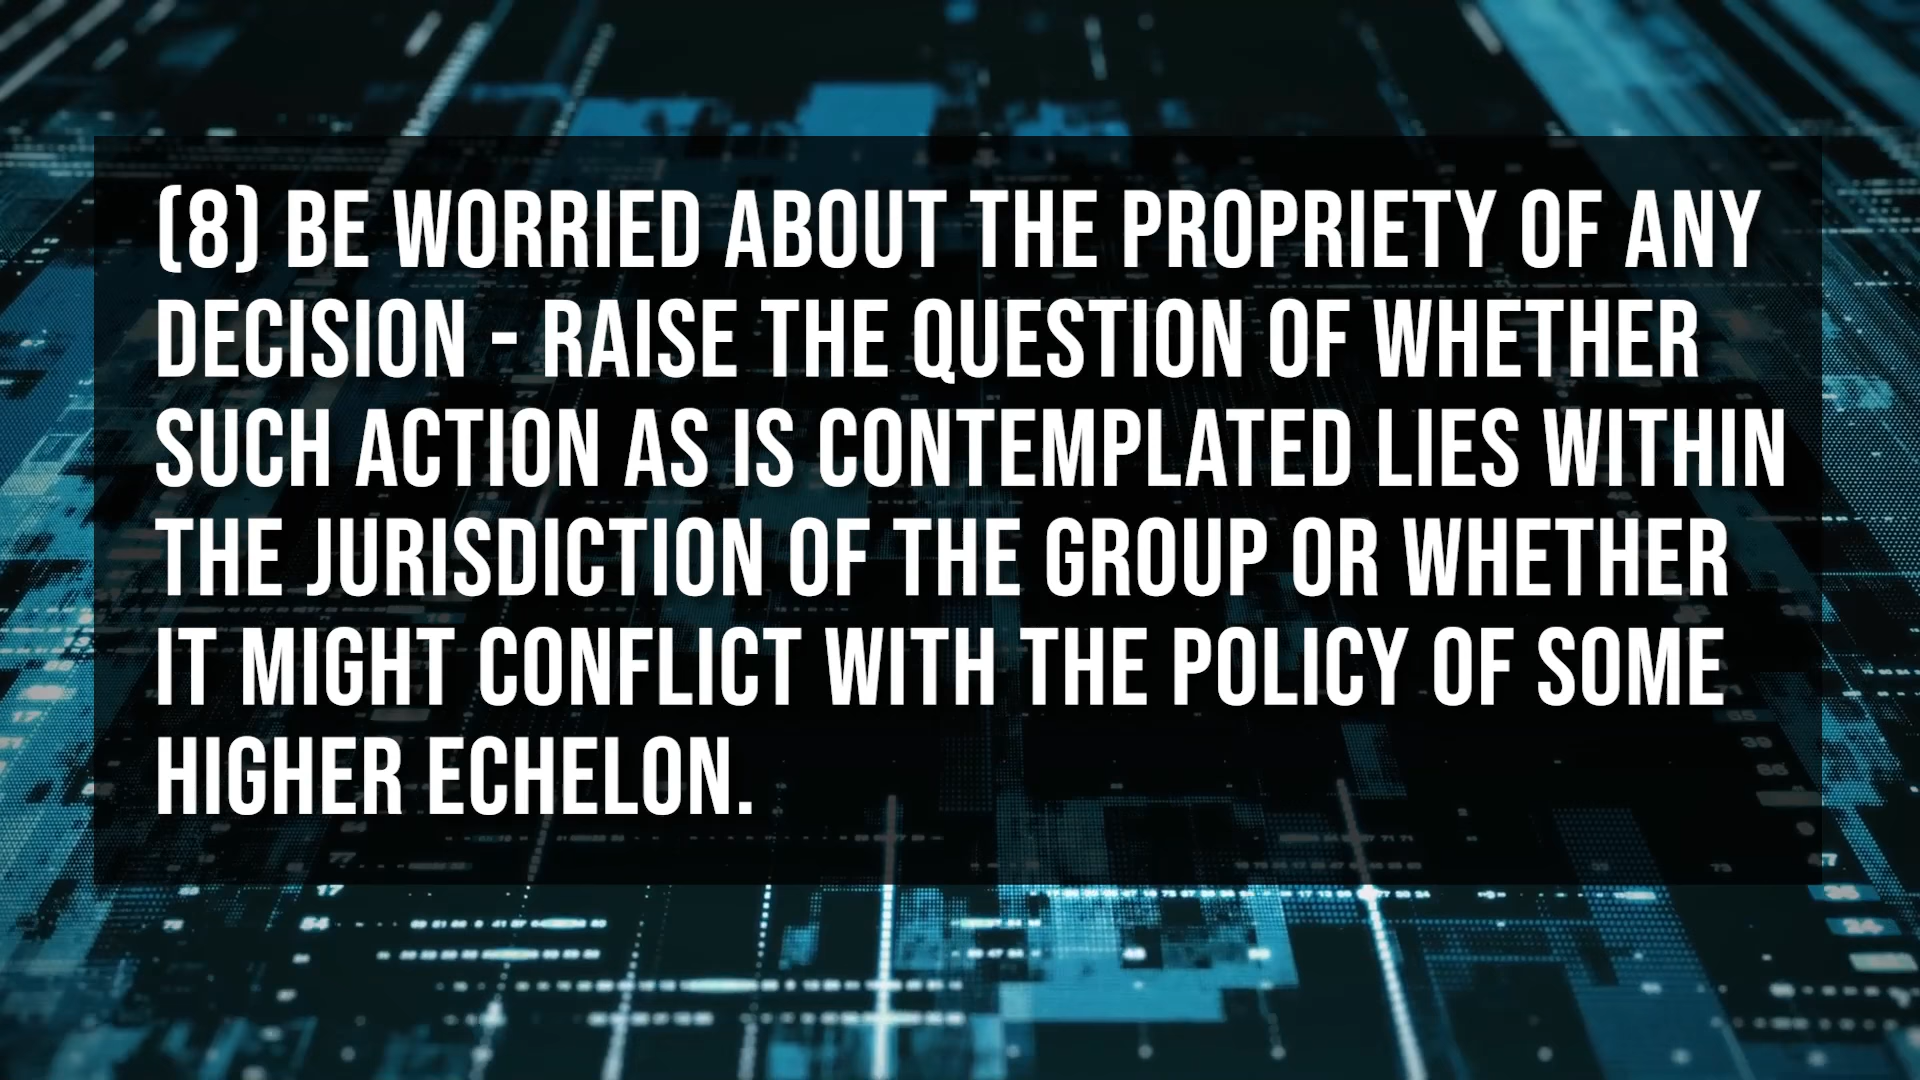 (8) BE WORRIED ABOUT THE PROPRIETY OF ANY
DECISION - RAISE THE QUESTION OF WHETHER
SUCH ACTION AS IS CONTEMPLATED LIES WITHIN
THE JURISDICTION OF THE GROUP OR WHETHER
IT MIGHT CONFLICT WITH THE POLICY OF SOME
HIGHER ECHELON.